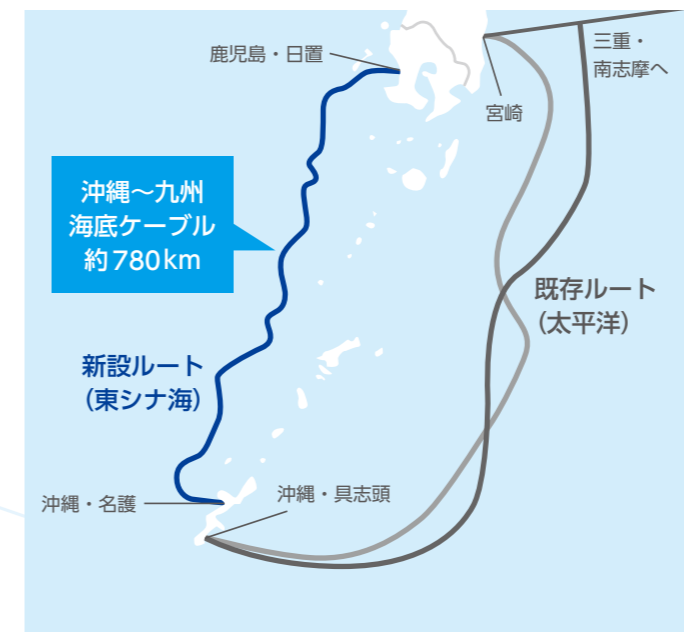 鹿児島・日置
三重・
南志摩へ
宮崎
沖縄～九州
海底ケーブル
約780km
既存ルート
（太平洋）
新設ルート
（東シナ海）
沖縄・名護
沖縄・具志頭